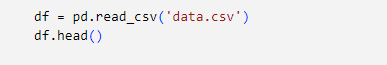 df = pd.read_csv('data.csv')
df.head()